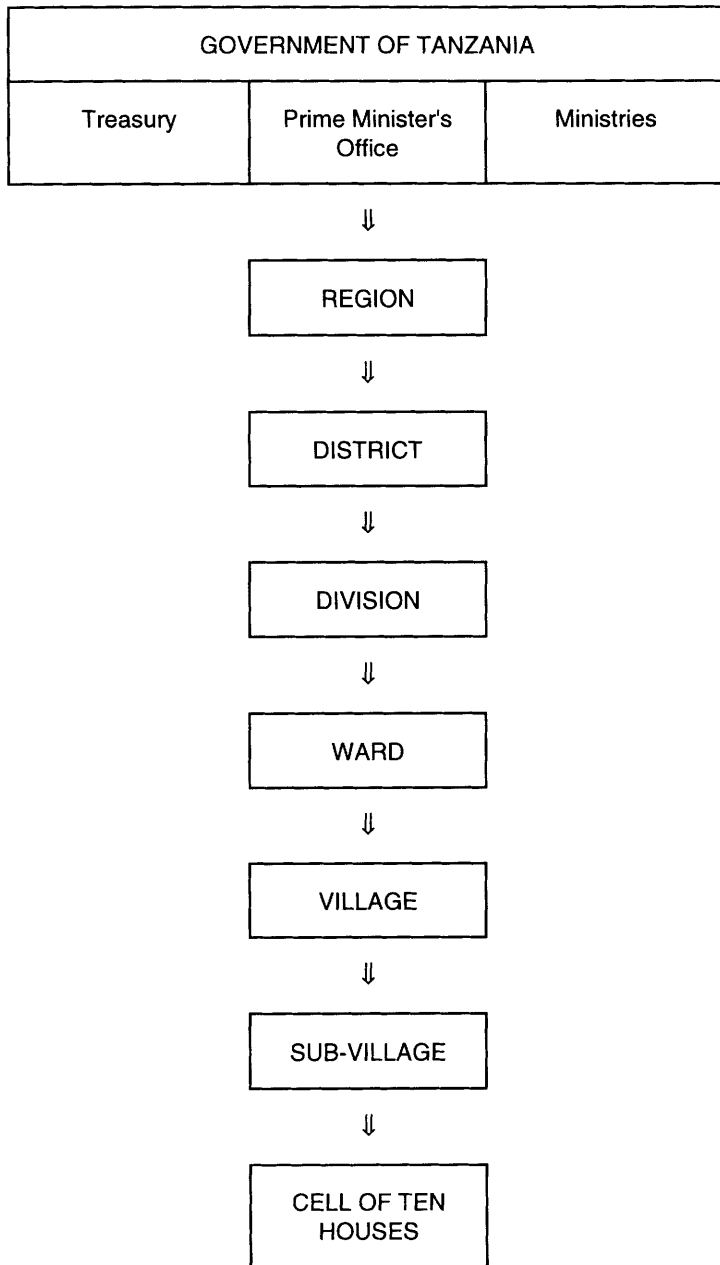 GOVERNMENT OF TANZANIA
Treasury
Prime Minister's
Office
Ministries
⇓
REGION
⇓
DISTRICT
⇓
DIVISION
⇓
WARD
⇓
VILLAGE
⇓
SUB-VILLAGE
⇓
CELL OF TEN
HOUSES